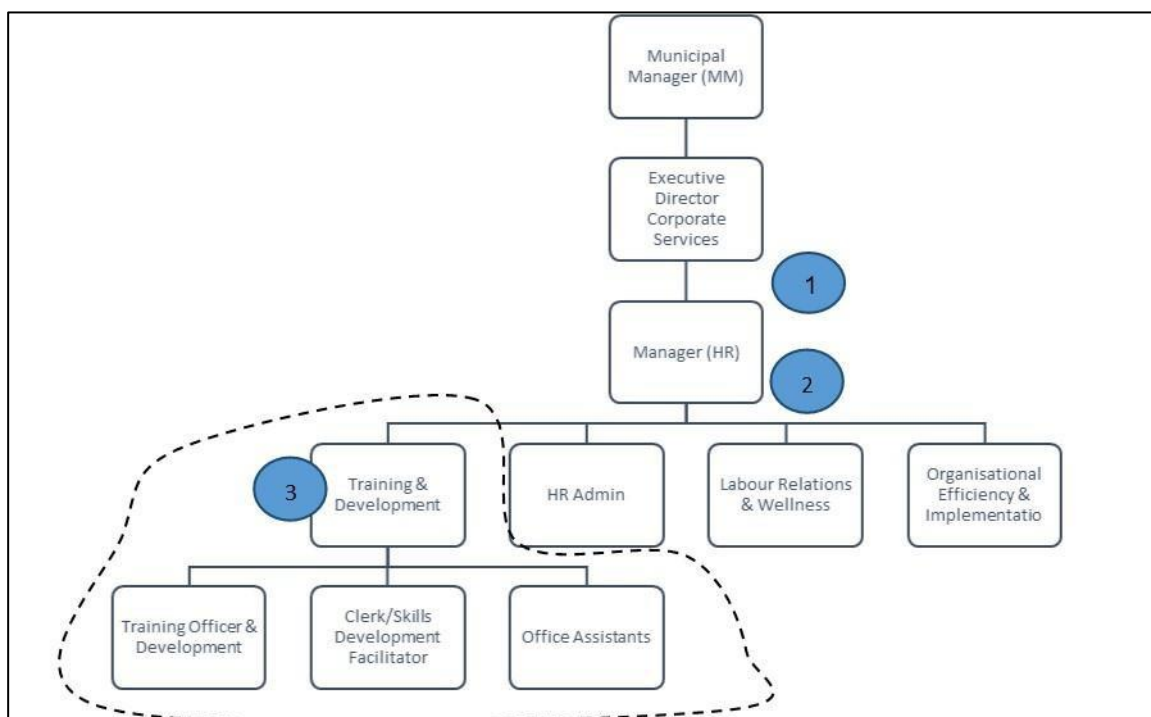 Municipal
Manager (MM)
Executive
Director
Corporate
Services
1
Manager (HR)
2
3
Training &
Development
HR Admin
Labour Relations
& Wellness
Organisational
Efficiency &
Implementatio
Training Officer &
Development
Clerk/Skills
Development
Facilitator
Office Assistants